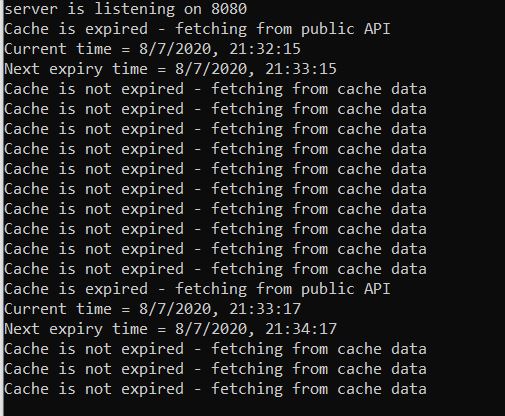 server is listening on 8080
Cache is expired - fetching from public API
Current time = 8/7/2020, 21:32:15
Next expiry time = 8/7/2020, 21:33:15
Cache is not expired - fetching from cache data
Cache is not expired - fetching from cache data
Cache is not expired - fetching from cache data
Cache is not expired - fetching from cache data
Cache is not expired - fetching from cache data
Cache is not expired - fetching from cache data
Cache is not expired - fetching from cache data
Cache is not expired - fetching from cache data
Cache is not expired - fetching from cache data
Cache is not expired - fetching from cache data
Cache is expired - fetching from public API
Current time = 8/7/2020, 21:33:17
Next expiry time = 8/7/2020, 21:34:17
Cache is not expired - fetching from cache data
Cache is not expired - fetching from cache data
Cache is not expired - fetching from cache data